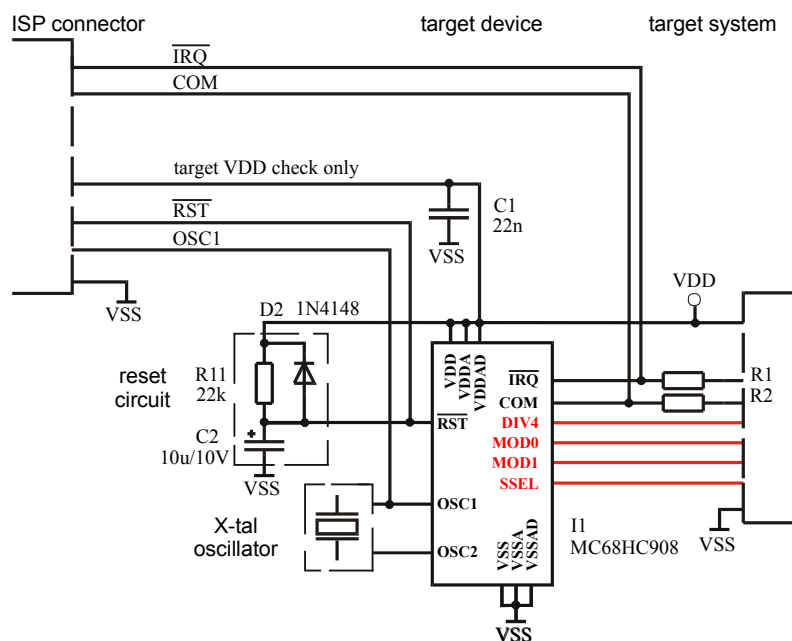 ISP connector
target device
target system
IRQ
COM
target VDD check only
RST
OSC1
VSS
C1
22n
VSS
VDD
D2 1N4148
reset
circuit
R11
22k
C2
+
10u/10V
VSS
VDD
VDDA
VDDAD
IRQ
COM
DIV4
MOD0
MOD1
SSEL
RST
OSC1
OSC2
R1
R2
X-tal
oscillator
VSS
VSSA
VSSAD
I1
MC68HC908
VSS
VSS